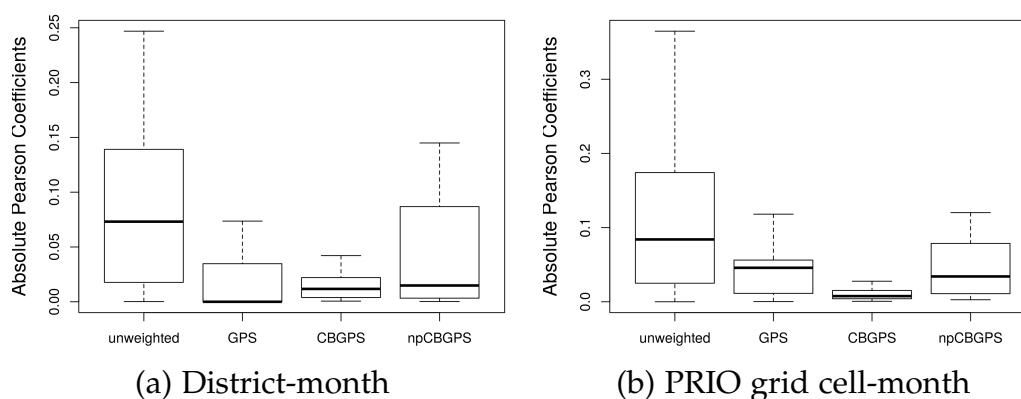 Absolute Pearson Coefficients
0.25
0.20
0.15
0.10
0.05
0.00
unweighted GPS CBGPS npCBGPS
(a) District-month
Absolute Pearson Coefficients
0.3
0.2
0.1
0.0
unweighted GPS CBGPS npCBGPS
(b) PRIO grid cell-month